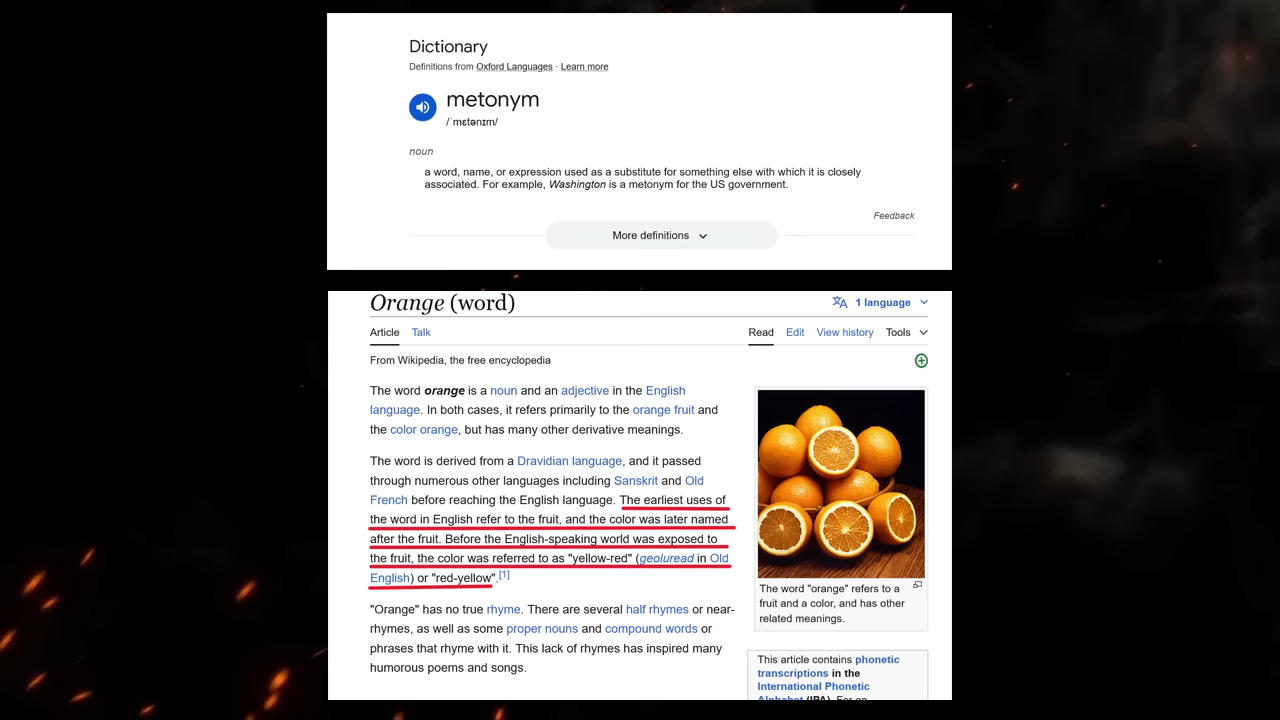 Dictionary
Definitions from Oxford Languages · Learn more
metonym
/ˈmɛtənɪm/
noun
a word, name, or expression used as a substitute for something else with which it is closely
associated. For example, Washington is a metonym for the US government.
Feedback
More definitions
Orange (word)
1 language
Article Talk
Read Edit View history Tools
From Wikipedia, the free encyclopedia
The word orange is a noun and an adjective in the English
language. In both cases, it refers primarily to the orange fruit and
the color orange, but has many other derivative meanings.
The word is derived from a Dravidian language, and it passed
through numerous other languages including Sanskrit and Old
French before reaching the English language. The earliest uses of
the word in English refer to the fruit, and the color was later named
after the fruit. Before the English-speaking world was exposed to
the fruit, the color was referred to as "yellow-red" (geoluread in Old
English) or "red-yellow".[1]
"Orange" has no true rhyme. There are several half rhymes or near-
rhymes, as well as some proper nouns and compound words or
phrases that rhyme with it. This lack of rhymes has inspired many
humorous poems and songs.
The word "orange" refers to a
fruit and a color, and has other
related meanings.
This article contains phonetic
transcriptions in the
International Phonetic
Alphabet (IPA). For an